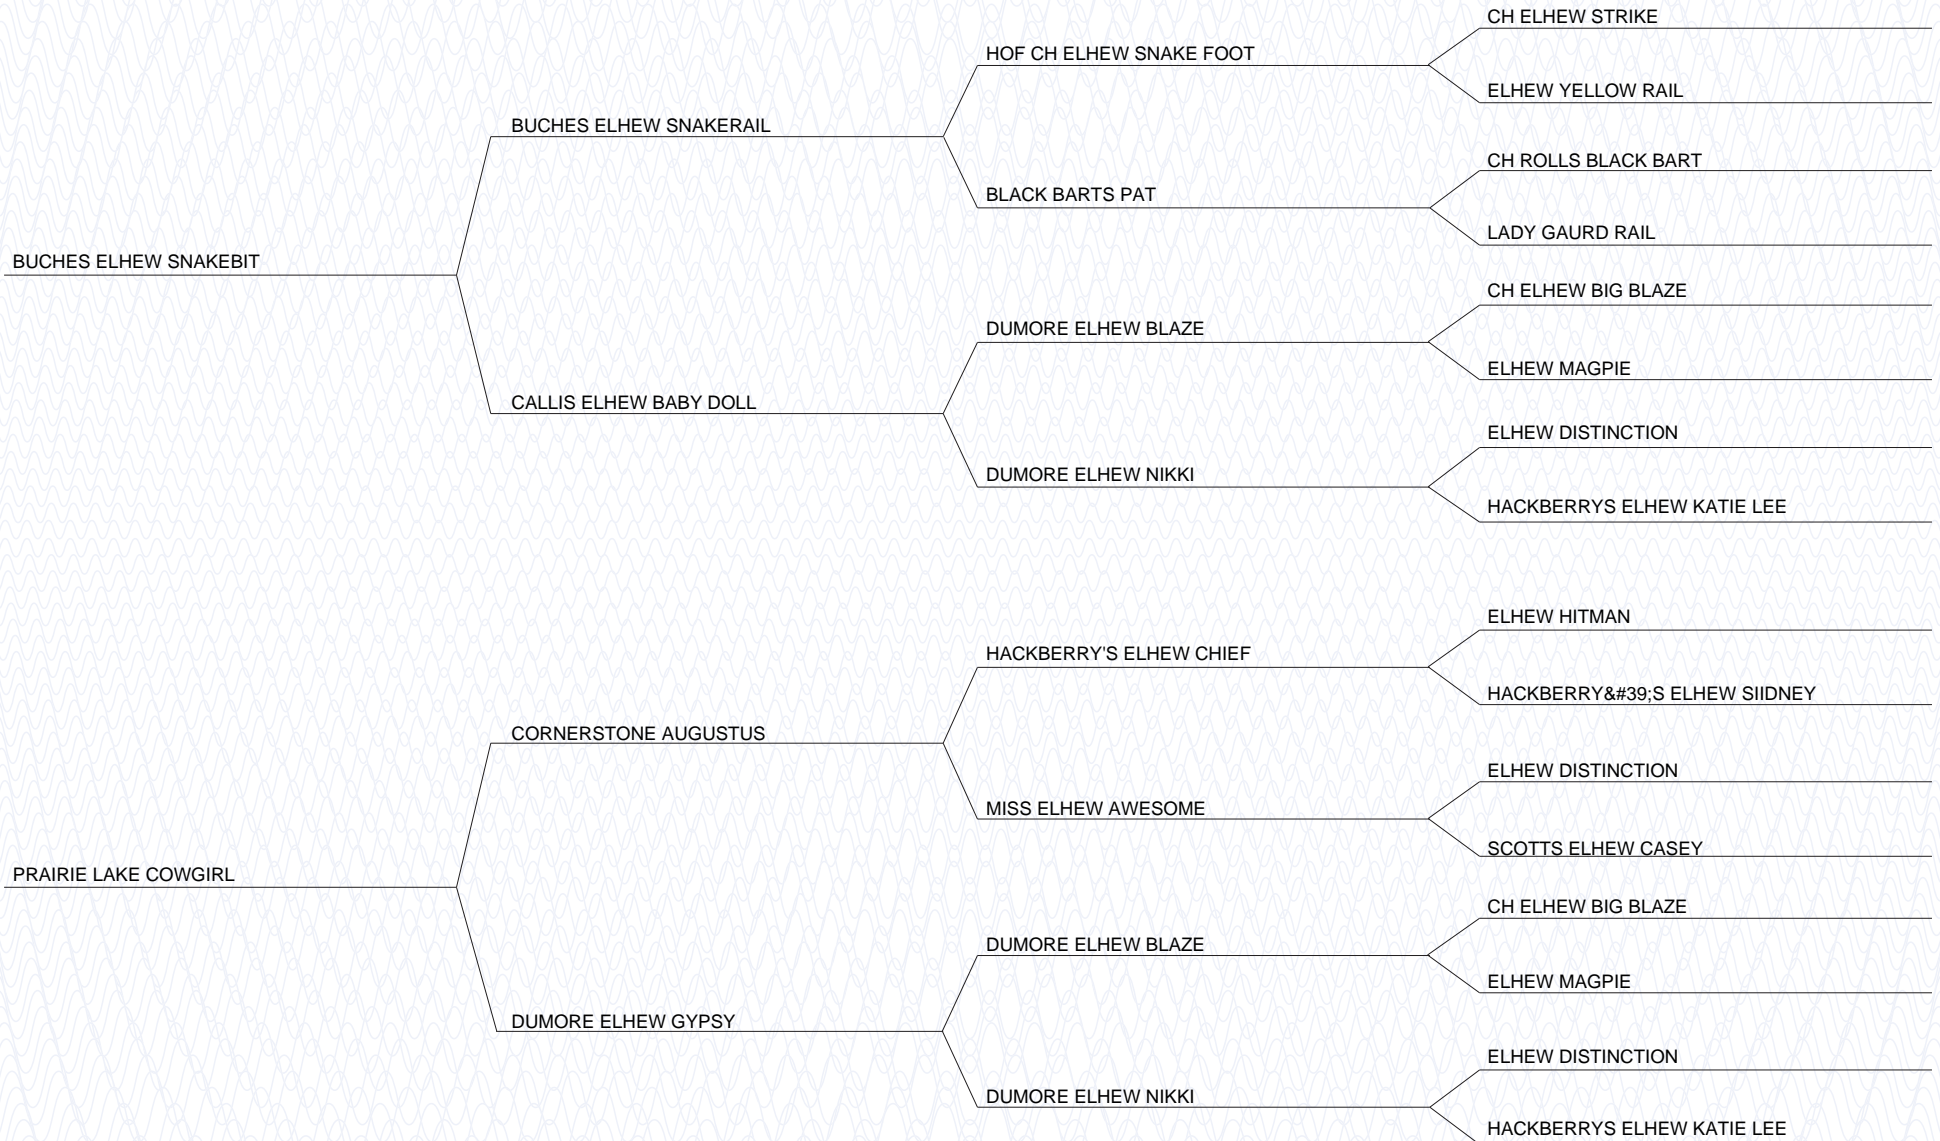 CH ELHEW STRIKE
HOF CH ELHEW SNAKE FOOT
ELHEW YELLOW RAIL
BUCHES ELHEW SNAKERAIL
CH ROLLS BLACK BART
BLACK BARTS PAT
LADY GAURD RAIL
BUCHES ELHEW SNAKEBIT
CH ELHEW BIG BLAZE
DUMORE ELHEW BLAZE
ELHEW MAGPIE
CALLIS ELHEW BABY DOLL
ELHEW DISTINCTION
DUMORE ELHEW NIKKI
HACKBERRYS ELHEW KATIE LEE
ELHEW HITMAN
HACKBERRY'S ELHEW CHIEF
HACKBERRY&#39;S ELHEW SIIDNEY
CORNERSTONE AUGUSTUS
ELHEW DISTINCTION
MISS ELHEW AWESOME
SCOTTS ELHEW CASEY
PRAIRIE LAKE COWGIRL
CH ELHEW BIG BLAZE
DUMORE ELHEW BLAZE
ELHEW MAGPIE
DUMORE ELHEW GYPSY
ELHEW DISTINCTION
DUMORE ELHEW NIKKI
HACKBERRYS ELHEW KATIE LEE